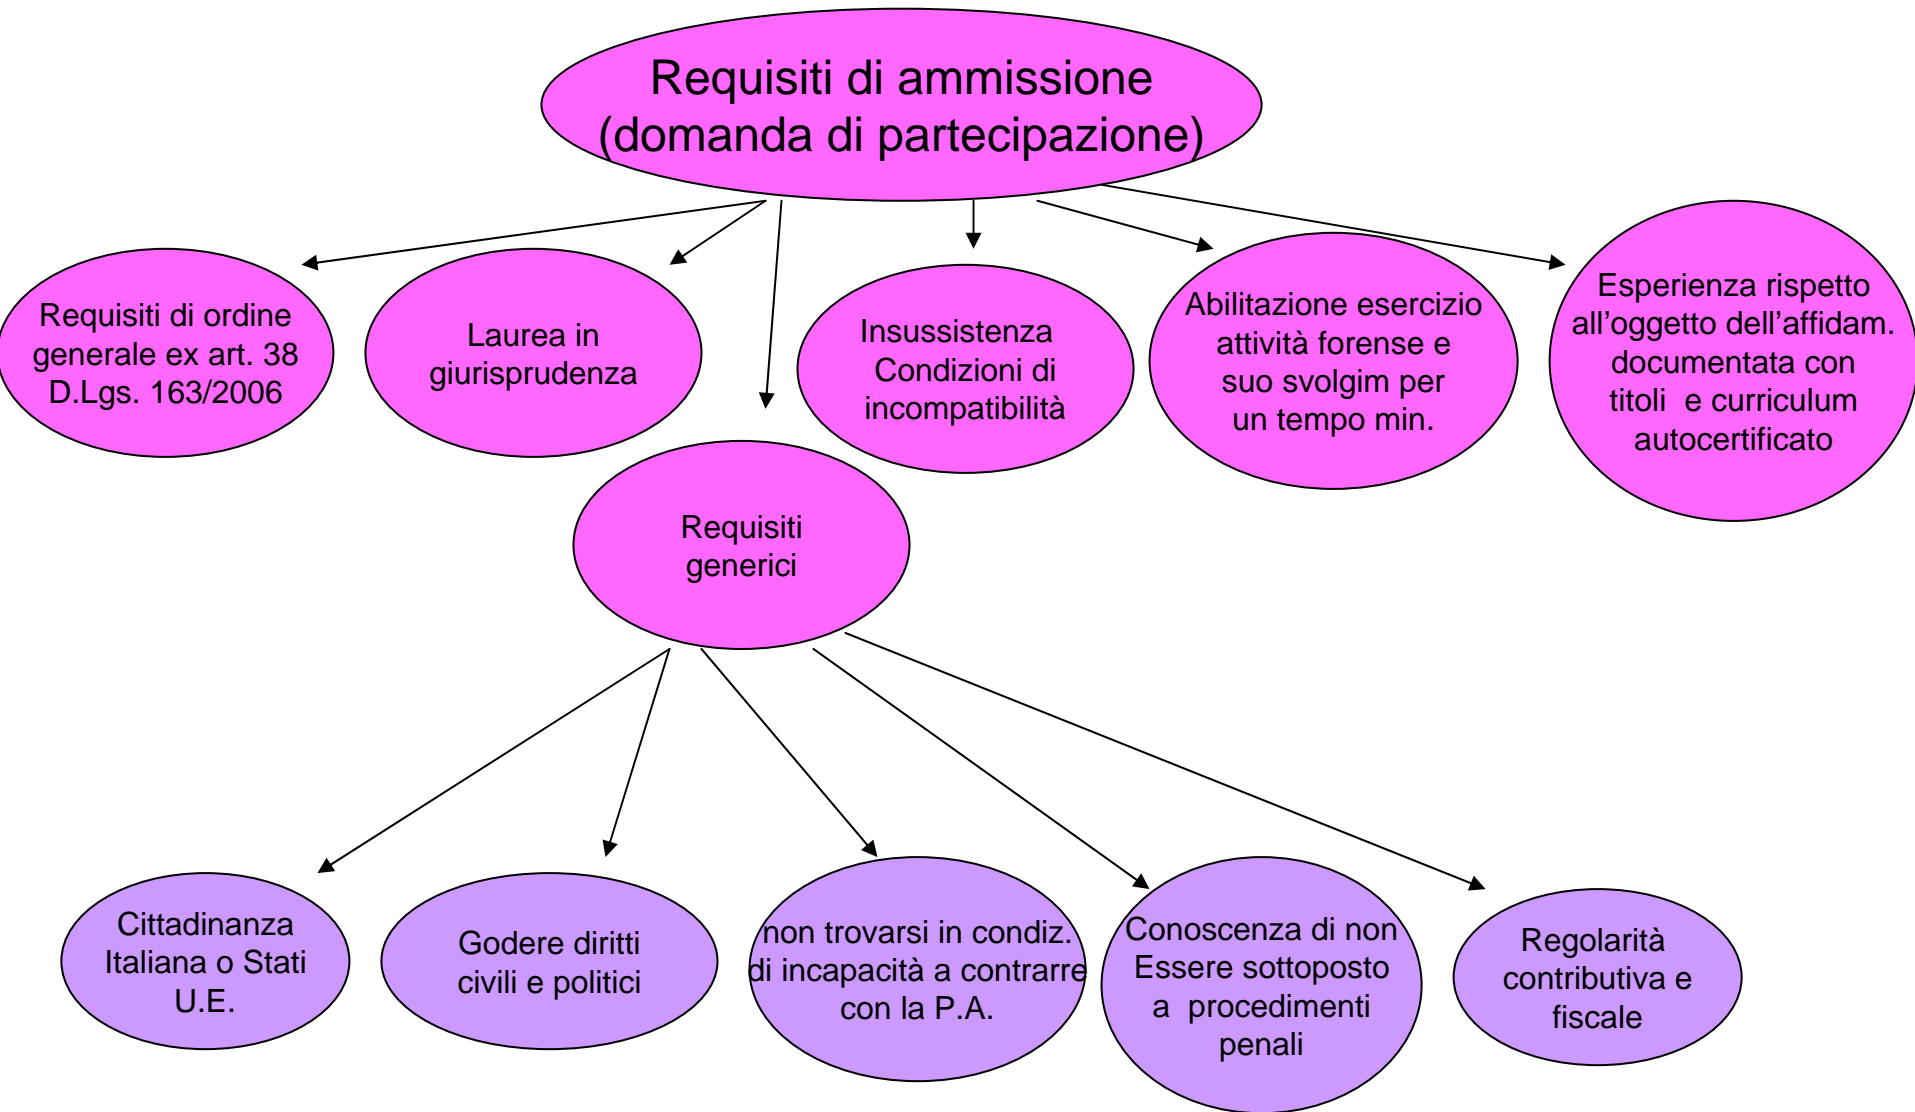 Requisiti di ammissione
(domanda di partecipazione)
Requisiti di ordine
generale ex art. 38
D.Lgs. 163/2006
Laurea in
giurisprudenza
Insussistenza
Condizioni di
incompatibilità
Abilitazione esercizio
attività forense e
suo svolgim per
un tempo min.
Esperienza rispetto
all’oggetto dell’affidam.
documentata con
titoli  e curriculum
autocertificato
Requisiti
generici
Cittadinanza
Italiana o Stati
U.E.
Godere diritti
civili e politici
non trovarsi in condiz.
di incapacità a contrarre
con la P.A.
Conoscenza di non
Essere sottoposto
a  procedimenti
penali
Regolarità
contributiva e
fiscale